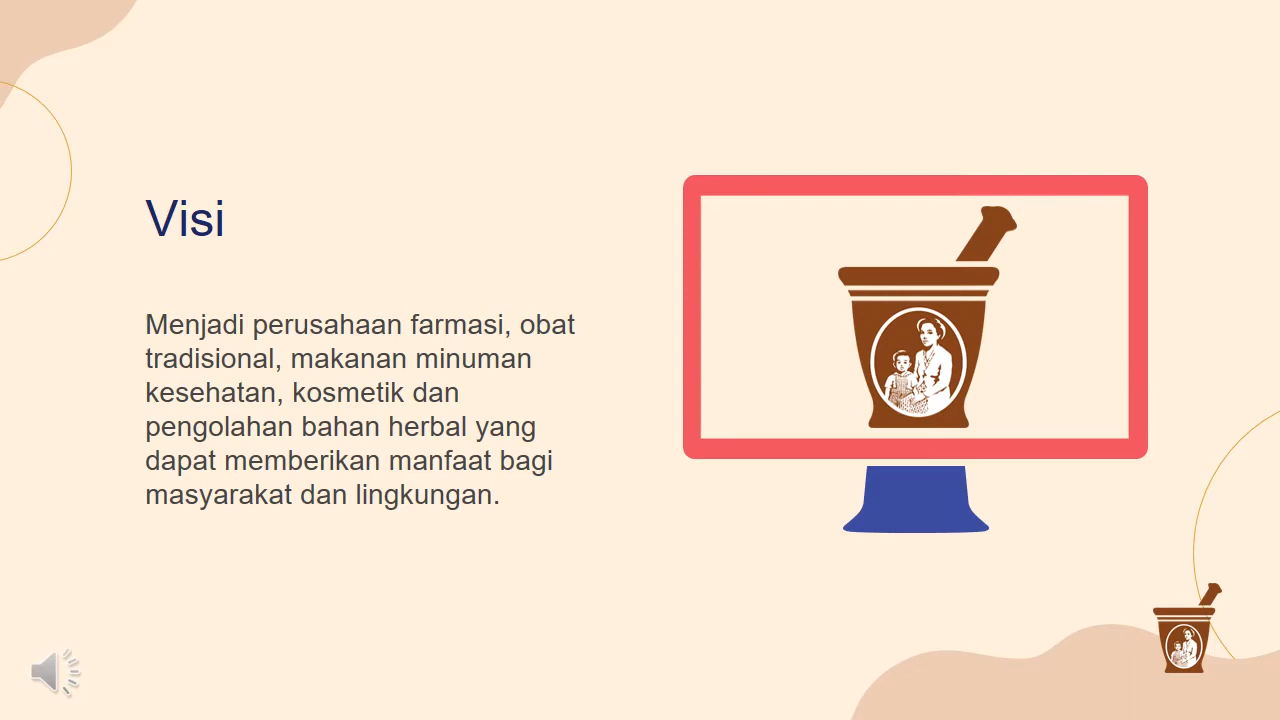 Visi
Menjadi perusahaan farmasi, obat
tradisional, makanan minuman
kesehatan, kosmetik dan
pengolahan bahan herbal yang
dapat memberikan manfaat bagi
masyarakat dan lingkungan.